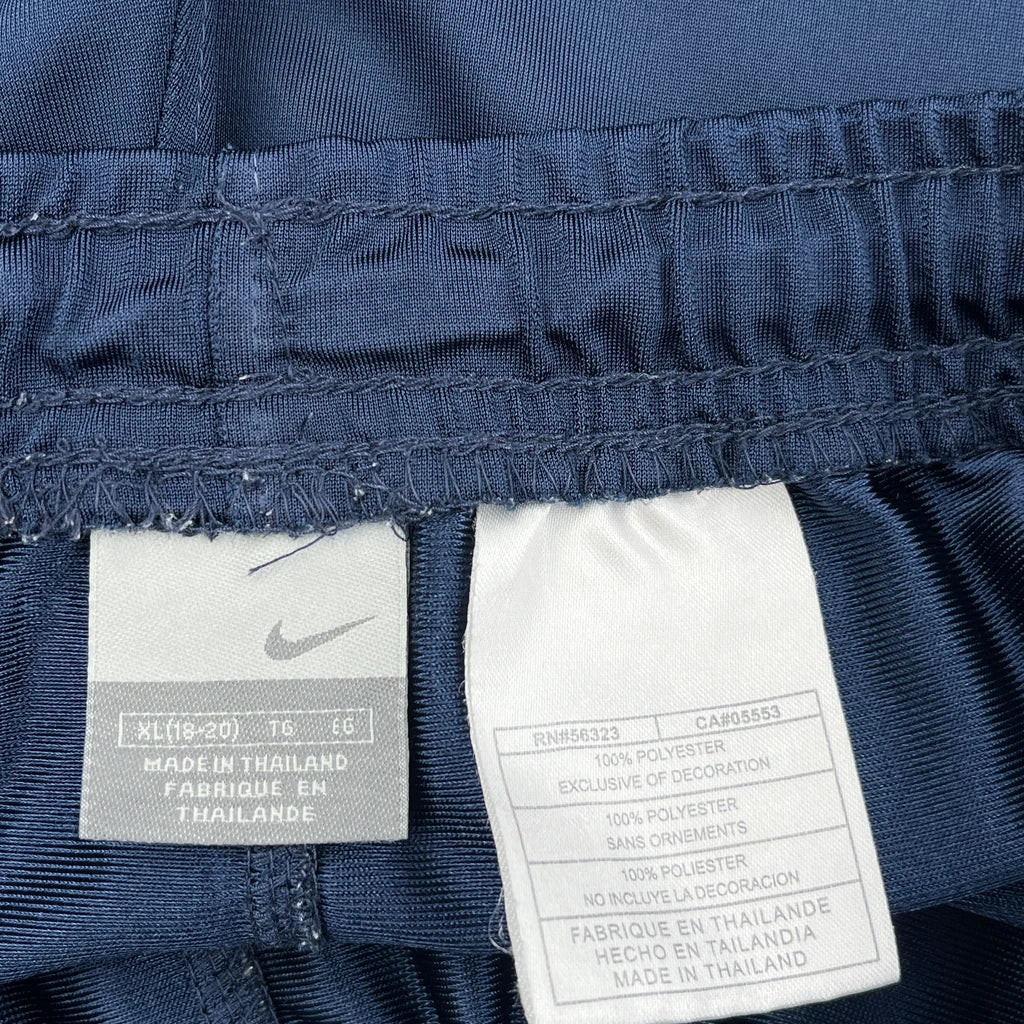 XL(18-20) TG EG
MADE IN THAILAND
FABRIQUE EN
THAILANDE
RN#56323 CA#05553
100% POLYESTER
EXCLUSIVE OF DECORATION
100% POLYESTER
SANS ORNEMENTS
100% POLIESTER
NO INCLUYE LA DECORACION
FABRIQUE EN THAILANDE
HECHO EN TAILANDIA
MADE IN THAILAND